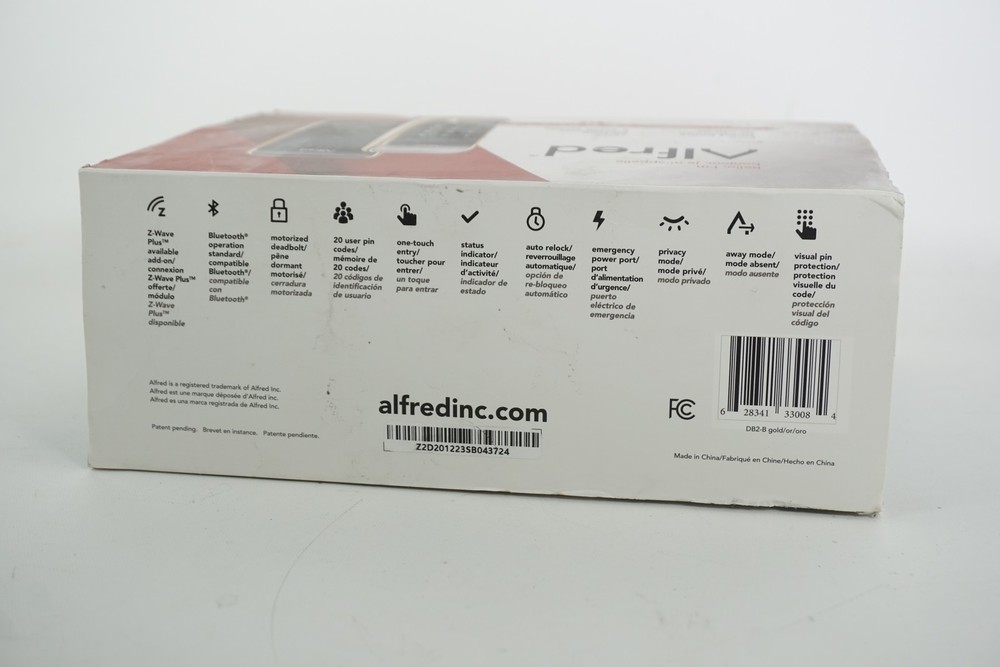 Alfred
Z-Wave
Plus™
available
add-on/
connexion
Z-Wave Plus™
offerte/
módulo
Z-Wave
Plus™
disponible
Bluetooth®
operation
standard/
compatible
Bluetooth®/
compatible
con
Bluetooth®
motorized
deadbolt/
pêne
dormant
motorisé/
cerradura
motorizada
20 user pin
codes/
mémoire de
20 codes/
20 códigos de
identificación
de usuario
one-touch
entry/
toucher pour
entrer/
un toque
para entrar
status
indicator/
indicateur
d'activité/
indicador de
estado
auto relock/
reverrouillage
automatique/
opción de
re-bloqueo
automático
emergency
power port/
port
d'alimentation
d'urgence/
puerto
eléctrico de
emergencia
privacy
mode/
mode privé/
modo privado
away mode/
mode absent/
modo ausente
visual pin
protection/
protection
visuelle du
code/
protección
visual del
código
Alfred is a registered trademark of Alfred Inc.
Alfred est une marque déposée d'Alfred inc.
Alfred es una marca registrada de Alfred Inc.
Patent pending. Brevet en instance. Patente pendiente.
alfredinc.com
Z2D201223SB043724
FC
6 28341 33008 4
DB2-B gold/or/oro
Made in China/Fabriqué en Chine/Hecho en China